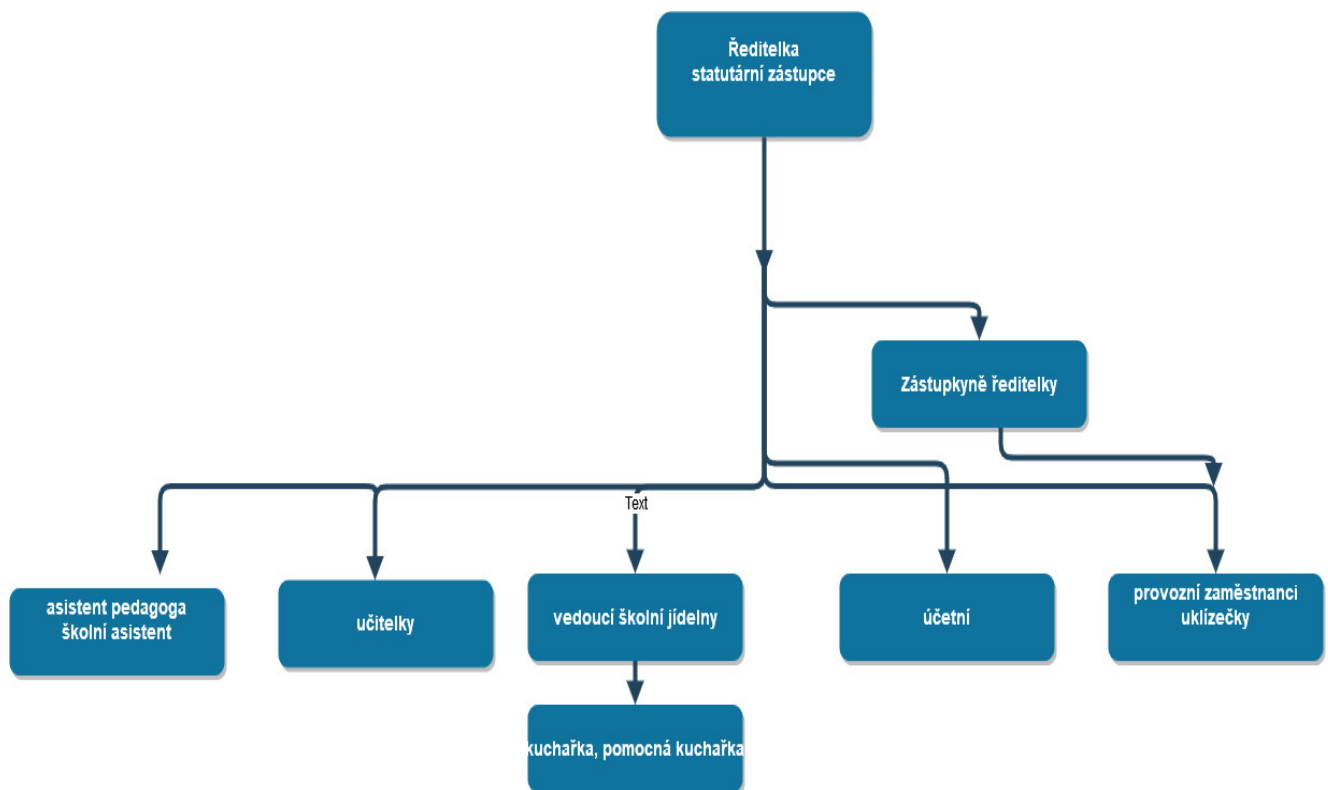 Ředitelka
statutární zástupce
Zástupkyně ředitelky
Text
asistent pedagoga
školní asistent
učitelky
vedoucí školní jídelny
účetní
provozní zaměstnanci
uklízečky
kuchařka, pomocná kuchařka